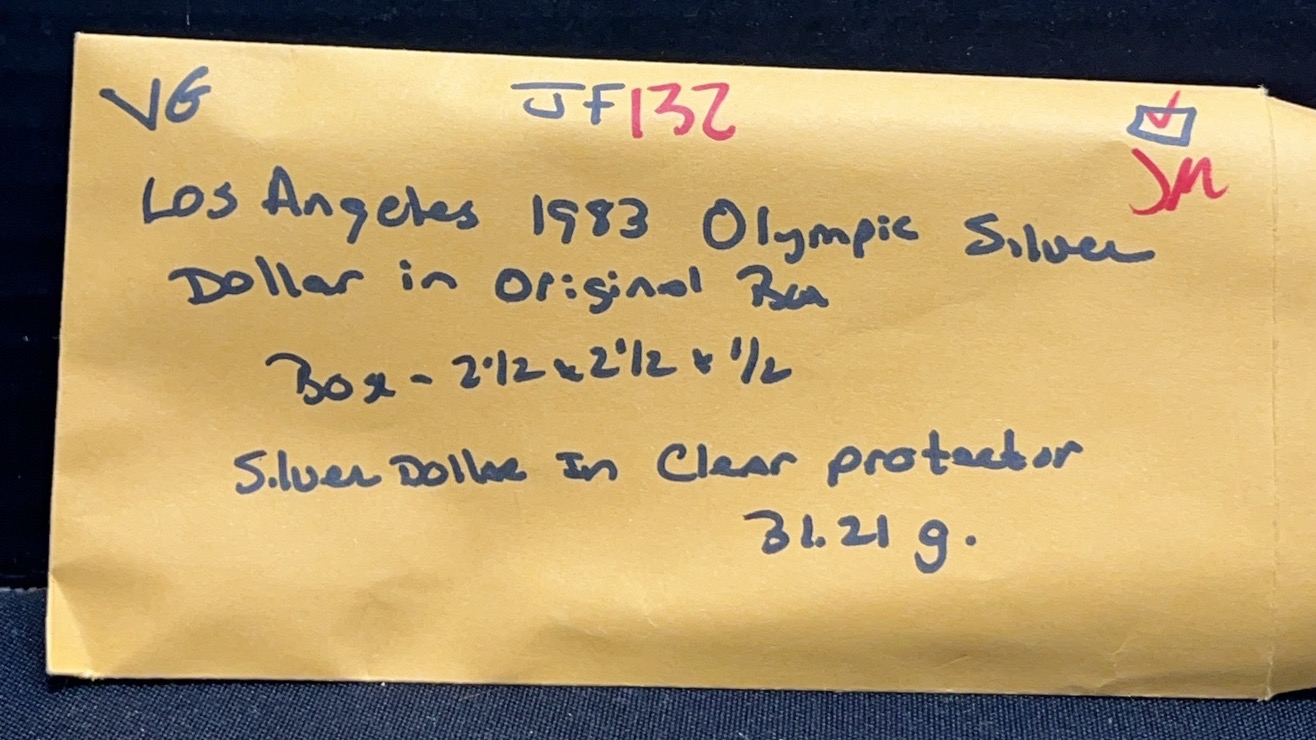 VG JF132
JM
Los Angeles 1983 Olympic Silver
Dollar in Original Box
Box - 2 1/2 x 2 1/2 x 1/2
Silver Dollar In Clear protector
31.21 g.